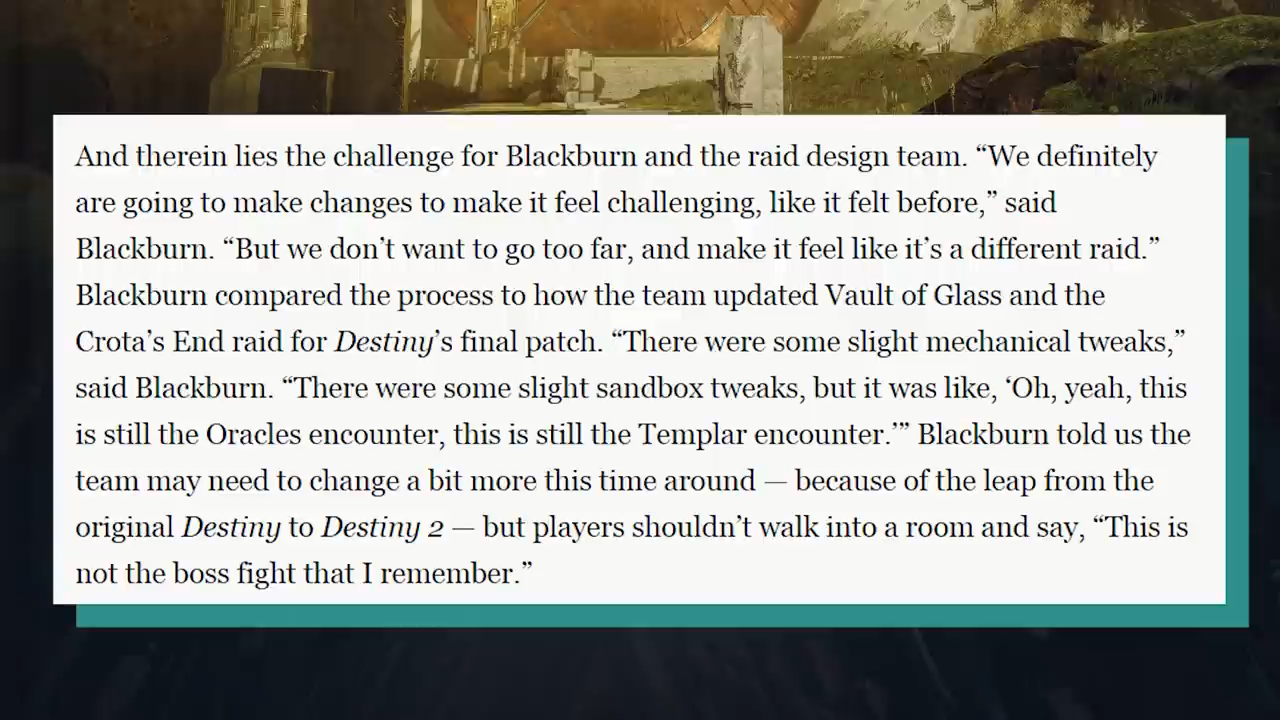 And therein lies the challenge for Blackburn and the raid design team. “We definitely
are going to make changes to make it feel challenging, like it felt before,” said
Blackburn. “But we don’t want to go too far, and make it feel like it’s a different raid.”
Blackburn compared the process to how the team updated Vault of Glass and the
Crota’s End raid for Destiny’s final patch. “There were some slight mechanical tweaks,”
said Blackburn. “There were some slight sandbox tweaks, but it was like, ‘Oh, yeah, this
is still the Oracles encounter, this is still the Templar encounter.’” Blackburn told us the
team may need to change a bit more this time around — because of the leap from the
original Destiny to Destiny 2 — but players shouldn’t walk into a room and say, “This is
not the boss fight that I remember.”